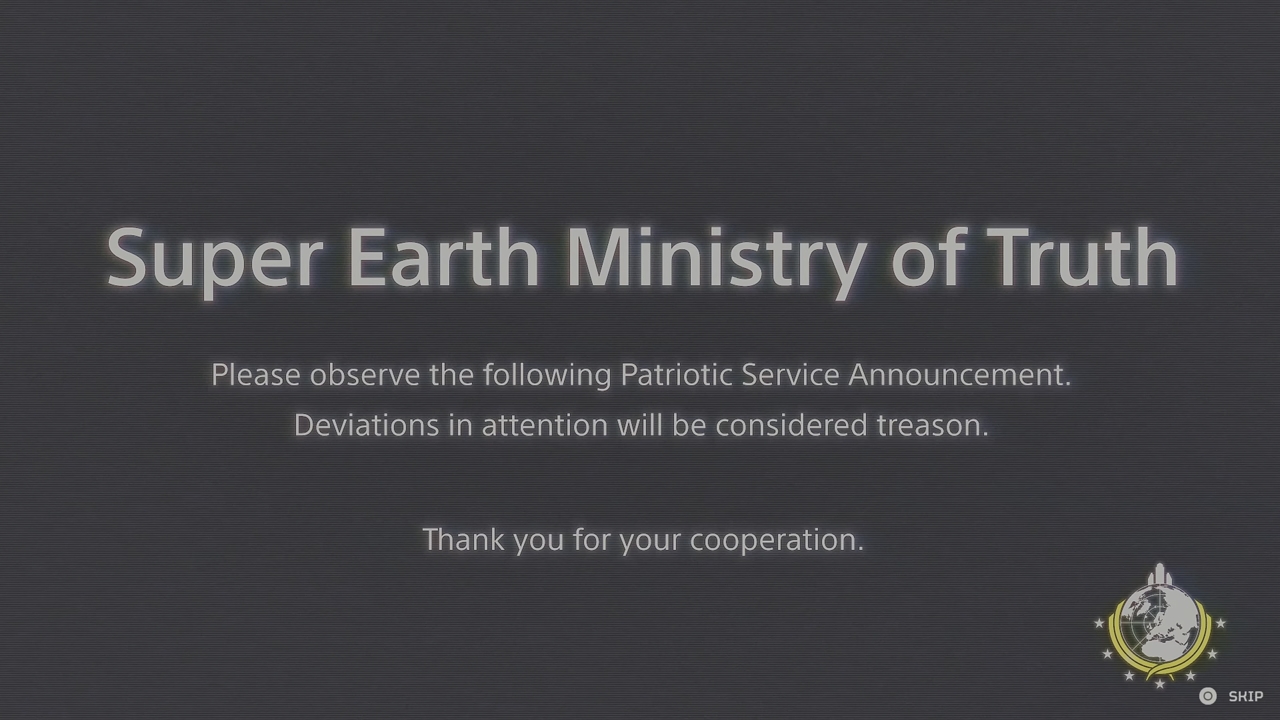 Super Earth Ministry of Truth
Please observe the following Patriotic Service Announcement.
Deviations in attention will be considered treason.
Thank you for your cooperation.
SKIP